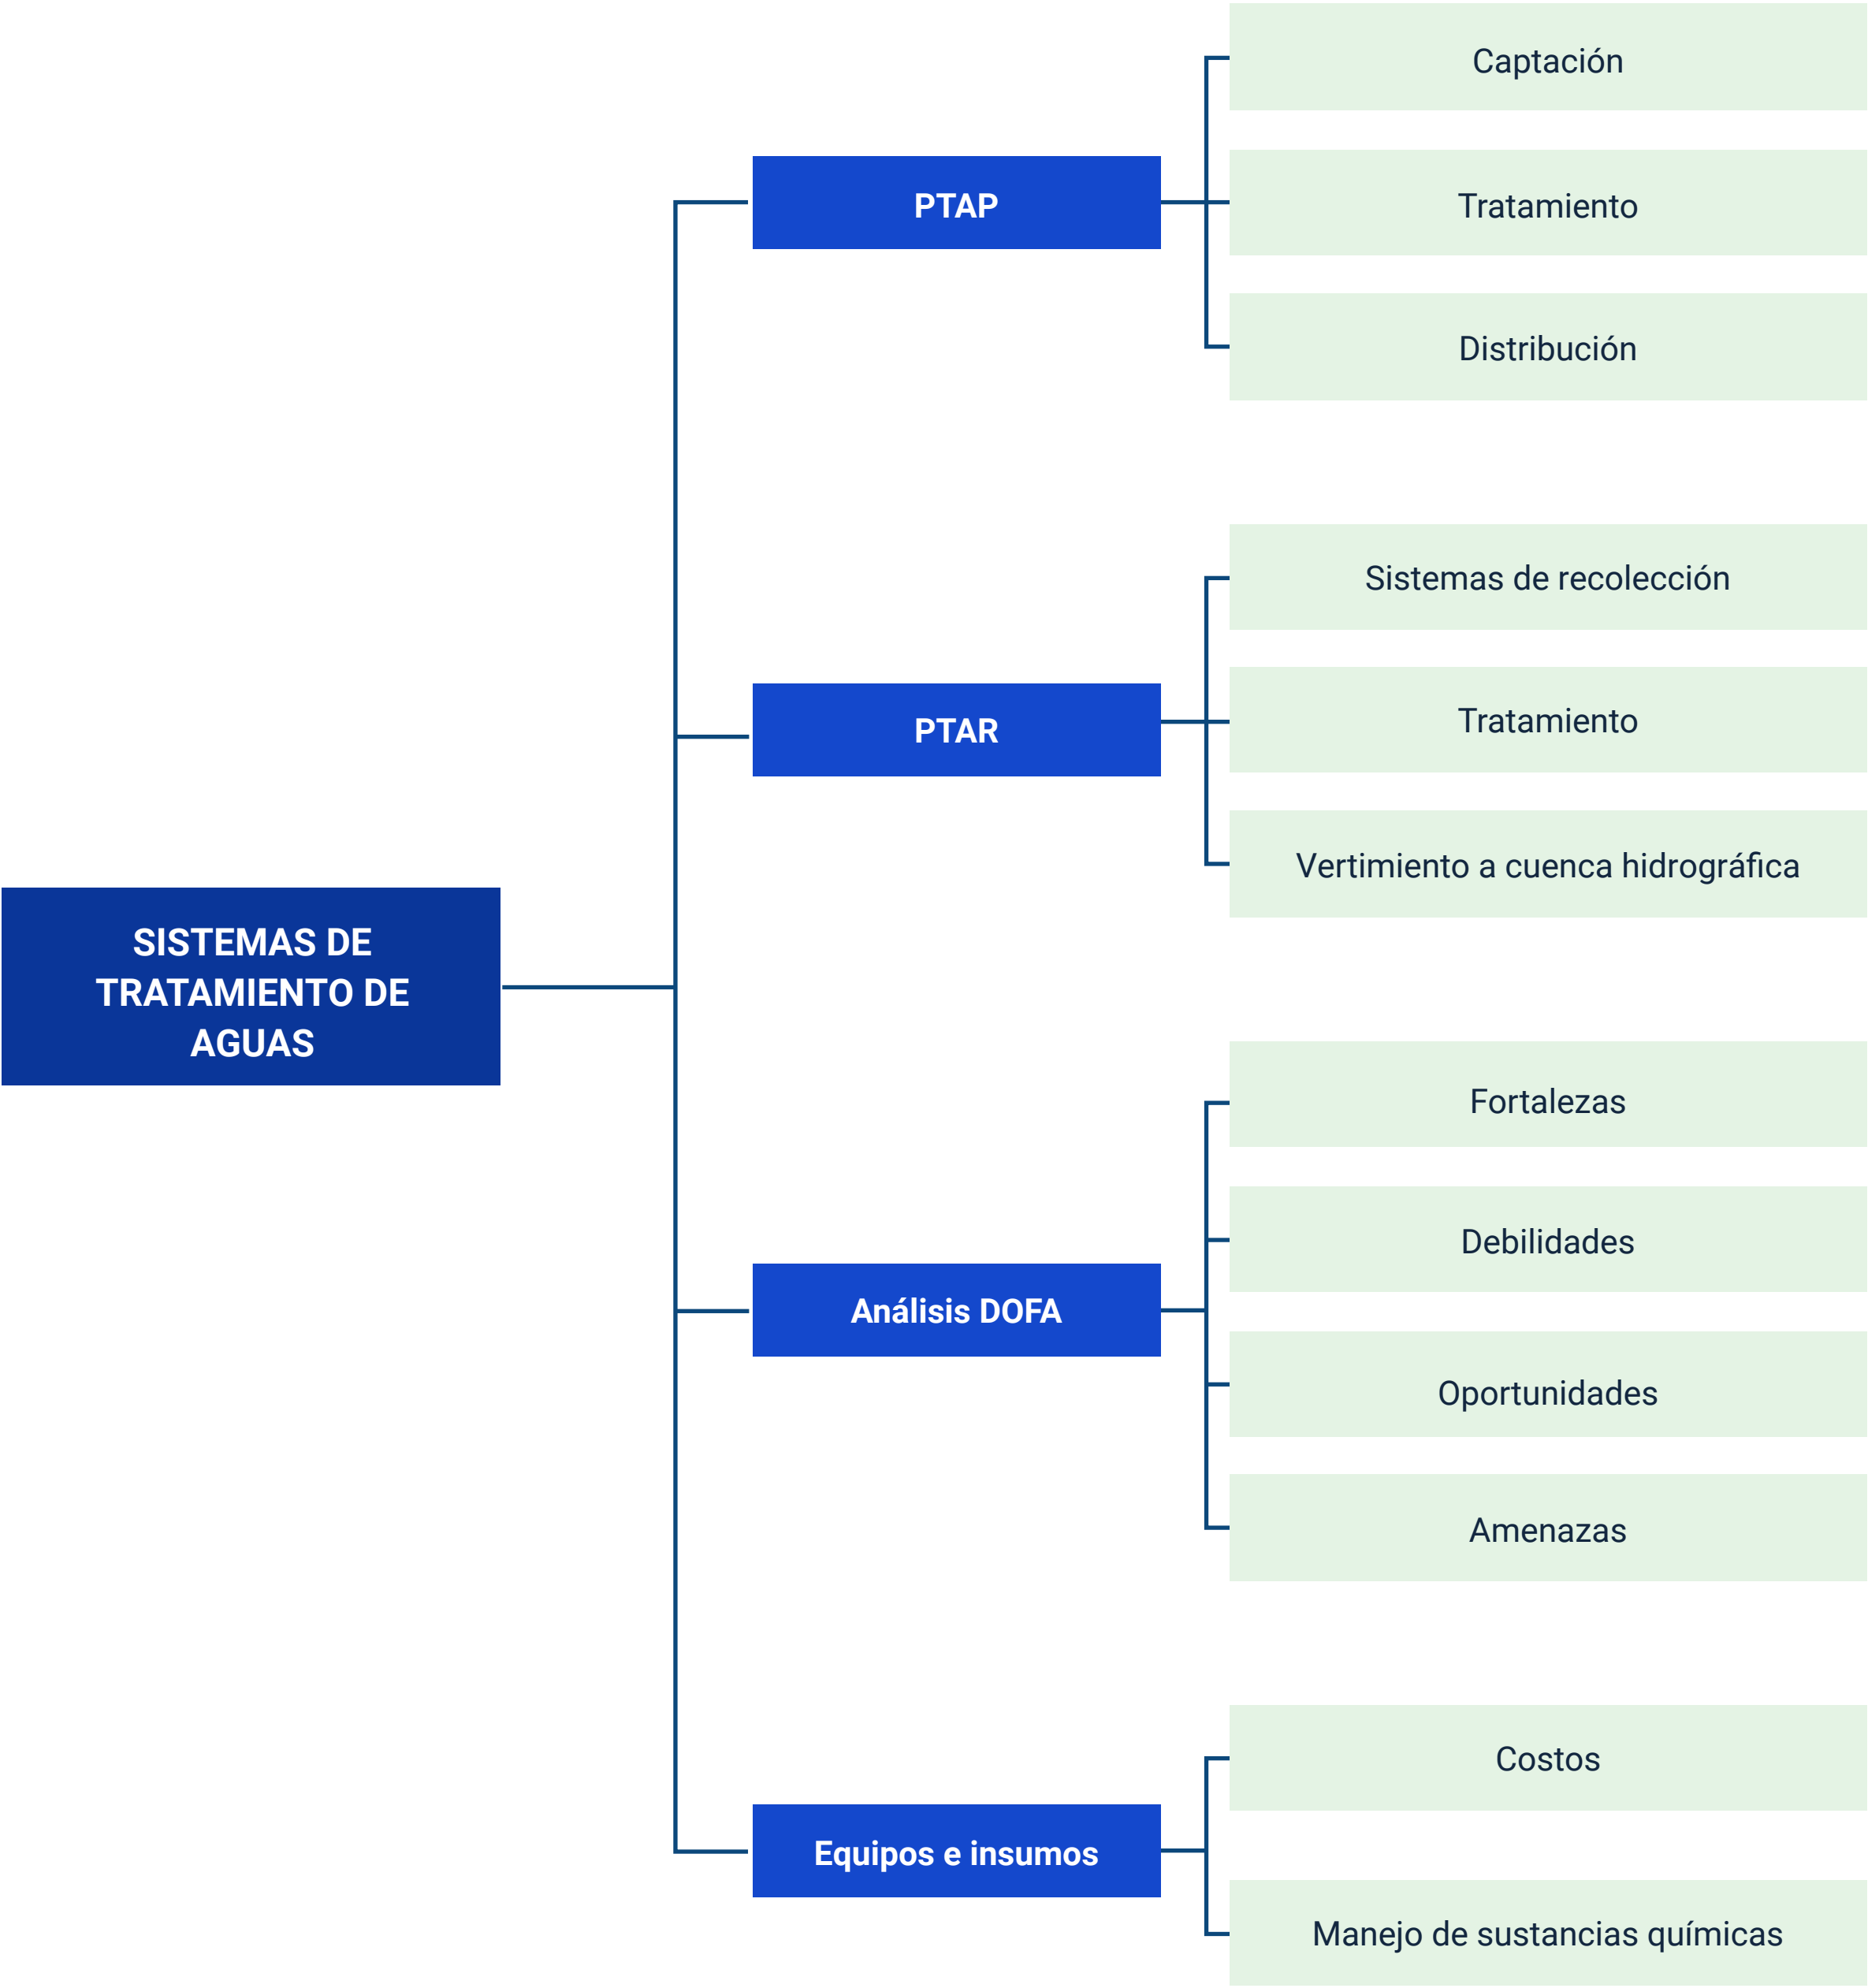 SISTEMAS DE
TRATAMIENTO DE
AGUAS
PTAP
Captación
Tratamiento
Distribución
PTAR
Sistemas de recolección
Tratamiento
Vertimiento a cuenca hidrográfica
Análisis DOFA
Fortalezas
Debilidades
Oportunidades
Amenazas
Equipos e insumos
Costos
Manejo de sustancias químicas